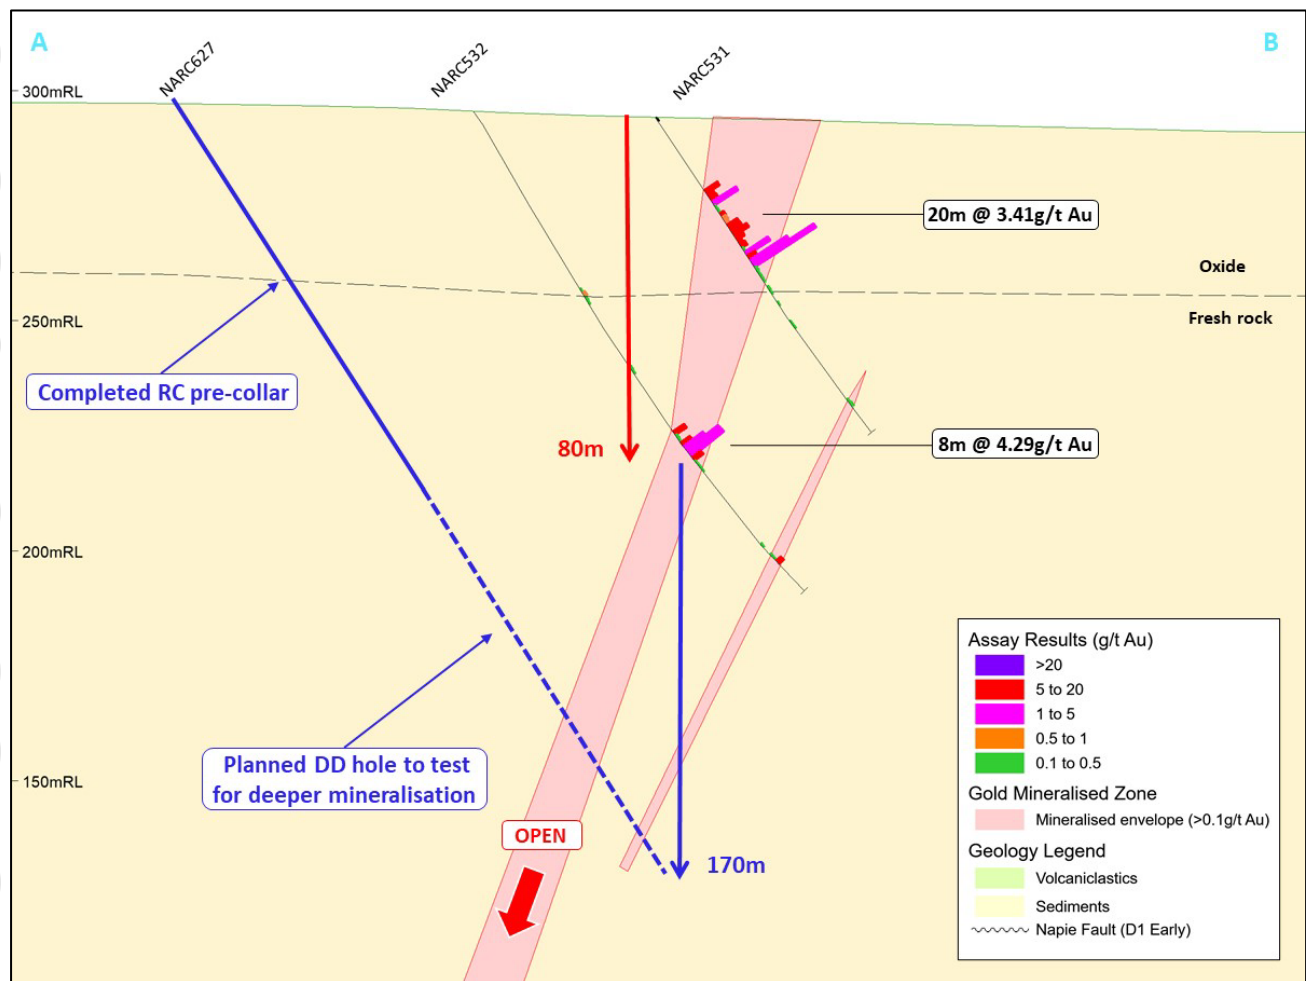 A
B
NARC627
NARC532
NARC531
300mRL
20m @ 3.41g/t Au
Oxide
250mRL
Fresh rock
Completed RC pre-collar
80m
8m @ 4.29g/t Au
200mRL
Planned DD hole to test
for deeper mineralisation
150mRL
OPEN
170m
Assay Results (g/t Au)
>20
5 to 20
1 to 5
0.5 to 1
0.1 to 0.5
Gold Mineralised Zone
Mineralised envelope (>0.1g/t Au)
Geology Legend
Volcaniclastics
Sediments
Napie Fault (D1 Early)